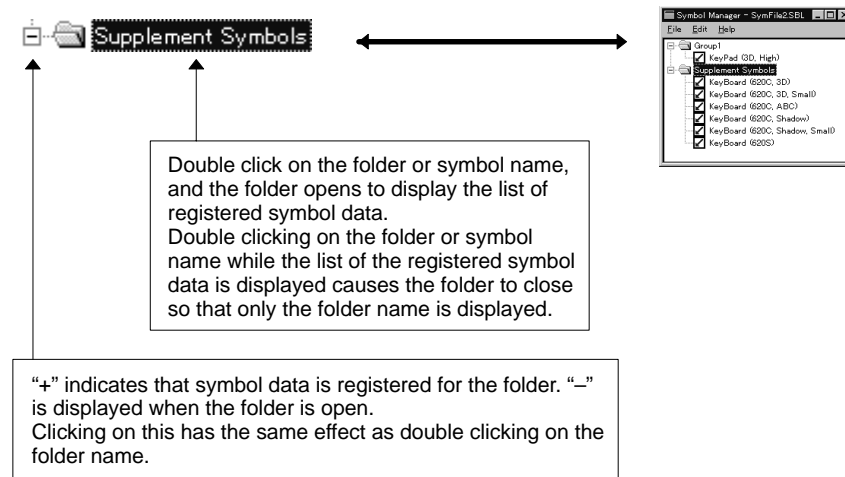 Supplement Symbols
Symbol Manager - SymFile2.SBL
File Edit Help
Group1
KeyPad (3D, High)
Supplement Symbols
KeyBoard (620C, 3D)
KeyBoard (620C, 3D, Small)
KeyBoard (620C, ABC)
KeyBoard (620C, Shadow)
KeyBoard (620C, Shadow, Small)
KeyBoard (620S)
Double click on the folder or symbol name,
and the folder opens to display the list of
registered symbol data.
Double clicking on the folder or symbol
name while the list of the registered symbol
data is displayed causes the folder to close
so that only the folder name is displayed.
“+” indicates that symbol data is registered for the folder. “–”
is displayed when the folder is open.
Clicking on this has the same effect as double clicking on the
folder name.